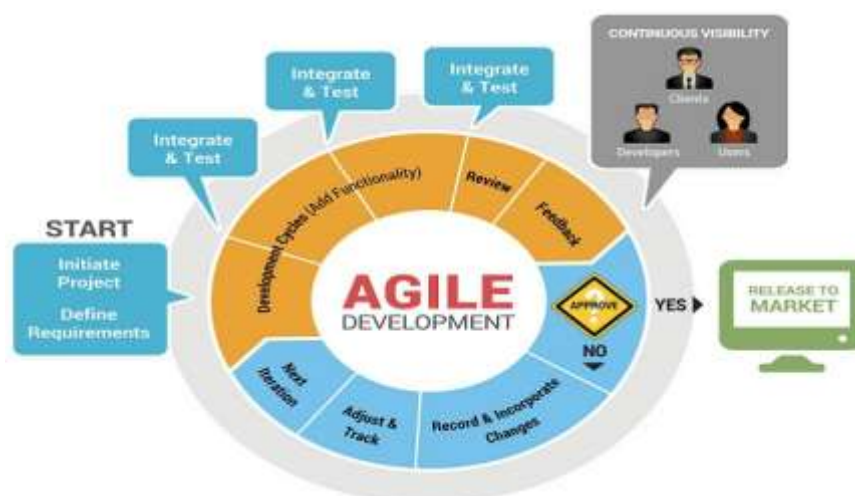 START
Initiate
Project
Define
Requirements
Integrate
& Test
Integrate
& Test
Integrate
& Test
CONTINUOUS VISIBILITY
Clients
Developers
Users
Development Cycles (Add Functionality)
Review
Feedback
APPROVE
YES
NO
RELEASE TO
MARKET
Record & Incorporate
Changes
Adjust &
Track
Next
Iteration
AGILE
DEVELOPMENT